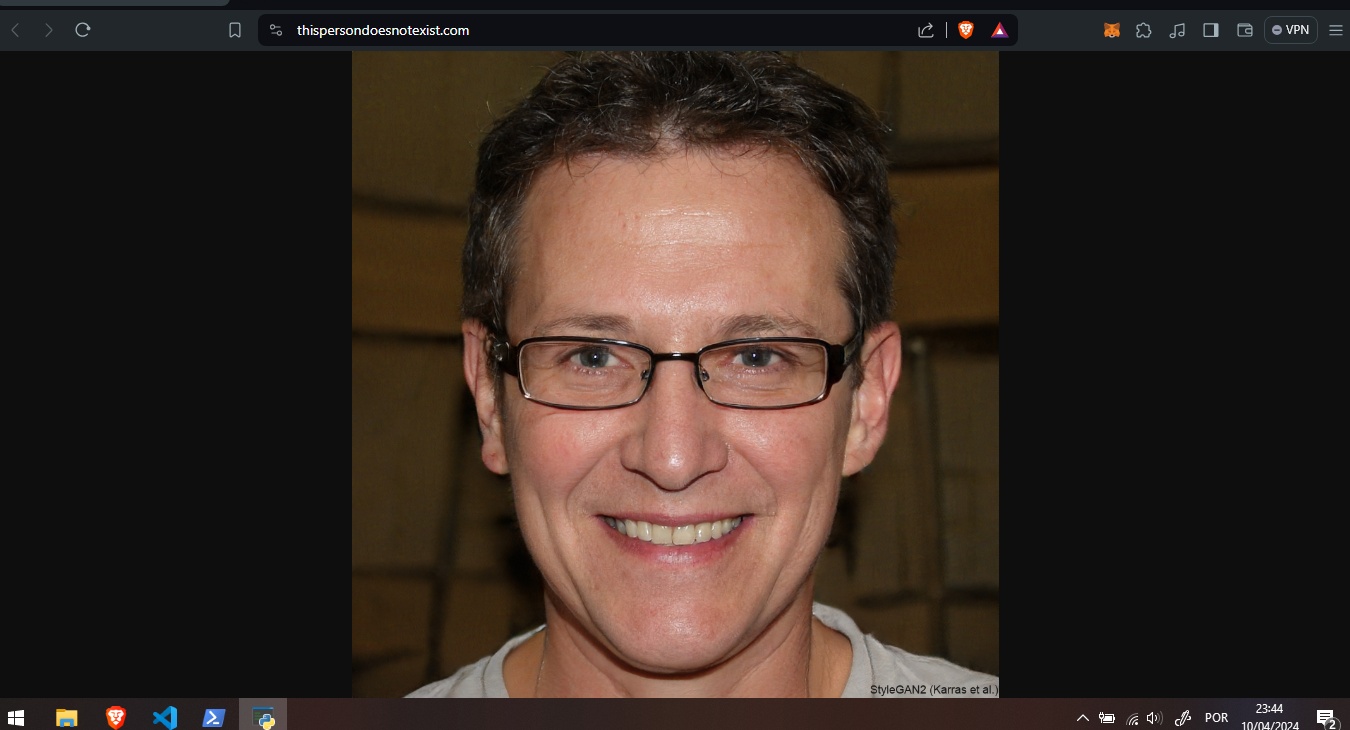 thispersondoesnotexist.com
VPN
StyleGAN2 (Karras et al.)
POR
23:44
10/04/2024
2